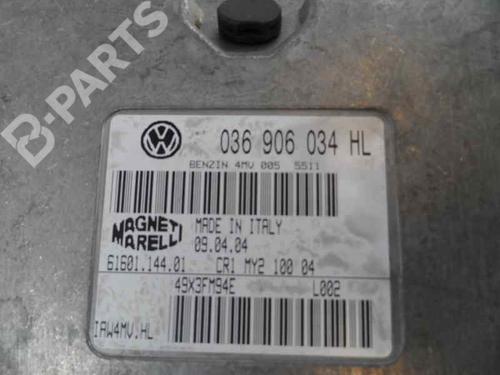 B-PARTS
036 906 034 HL
BENZIN 4MV 005 5511
MAGNETI MARELLI
MADE IN ITALY
09.04.04
61601.144.01 CR1 MY2 100 04
49X3FM94E L002
IAW4MV.HL